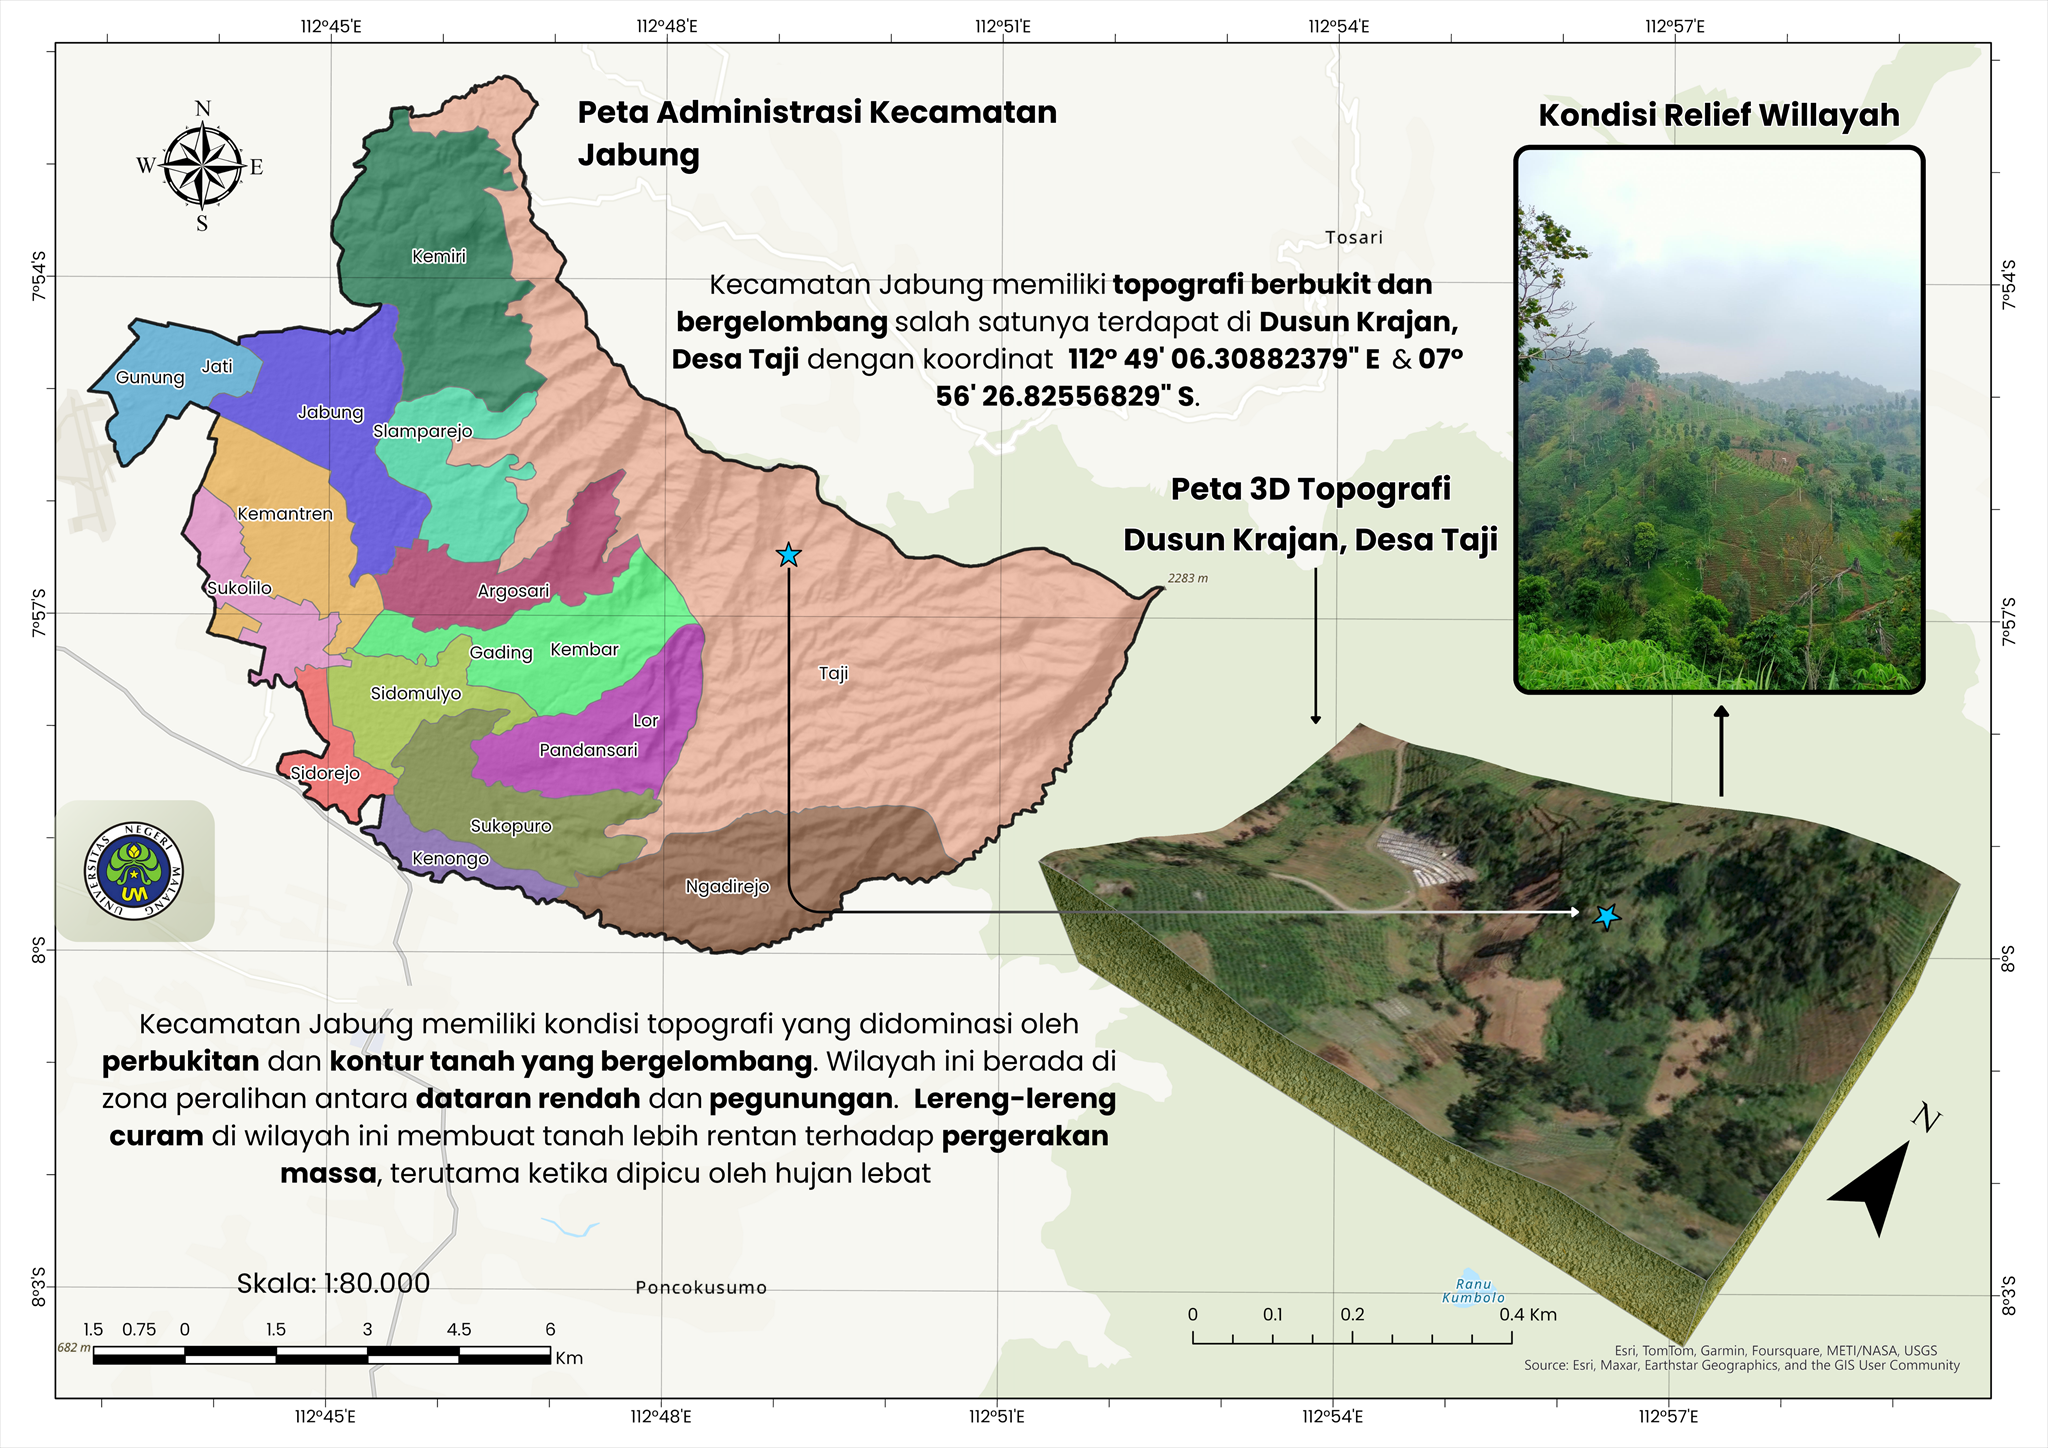 112°45'E 112°48'E 112°51'E 112°54'E 112°57'E
Peta Administrasi Kecamatan
Jabung
Kondisi Relief Willayah
N
W E
S
Tosari
Kemiri
7°54'S
7°54'S
Kecamatan Jabung memiliki topografi berbukit dan
bergelombang salah satunya terdapat di Dusun Krajan,
Desa Taji dengan koordinat 112° 49' 06.30882379" E & 07°
56' 26.82556829" S.
Gunung Jati
Jabung
Slamparejo
Kemantren
Peta 3D Topografi
Dusun Krajan, Desa Taji
2283 m
Sukolilo
Argosari
7°57'S
7°57'S
Gading Kembar
Taji
Sidomulyo
Lor
Pandansari
Sidorejo
Sukopuro
Kenongo
Ngadirejo
UNIVERSITAS NEGERI MALANG
UM
8°S
8°S
Kecamatan Jabung memiliki kondisi topografi yang didominasi oleh
perbukitan dan kontur tanah yang bergelombang. Wilayah ini berada di
zona peralihan antara dataran rendah dan pegunungan. Lereng-lereng
curam di wilayah ini membuat tanah lebih rentan terhadap pergerakan
massa, terutama ketika dipicu oleh hujan lebat
N
Skala: 1:80.000
Poncokusumo
Ranu
Kumbolo
8°3'S
8°3'S
1.5 0.75 0 1.5 3 4.5 6
Km
682 m
0 0.1 0.2 0.4 Km
Esri, TomTom, Garmin, Foursquare, METI/NASA, USGS
Source: Esri, Maxar, Earthstar Geographics, and the GIS User Community
112°45'E 112°48'E 112°51'E 112°54'E 112°57'E